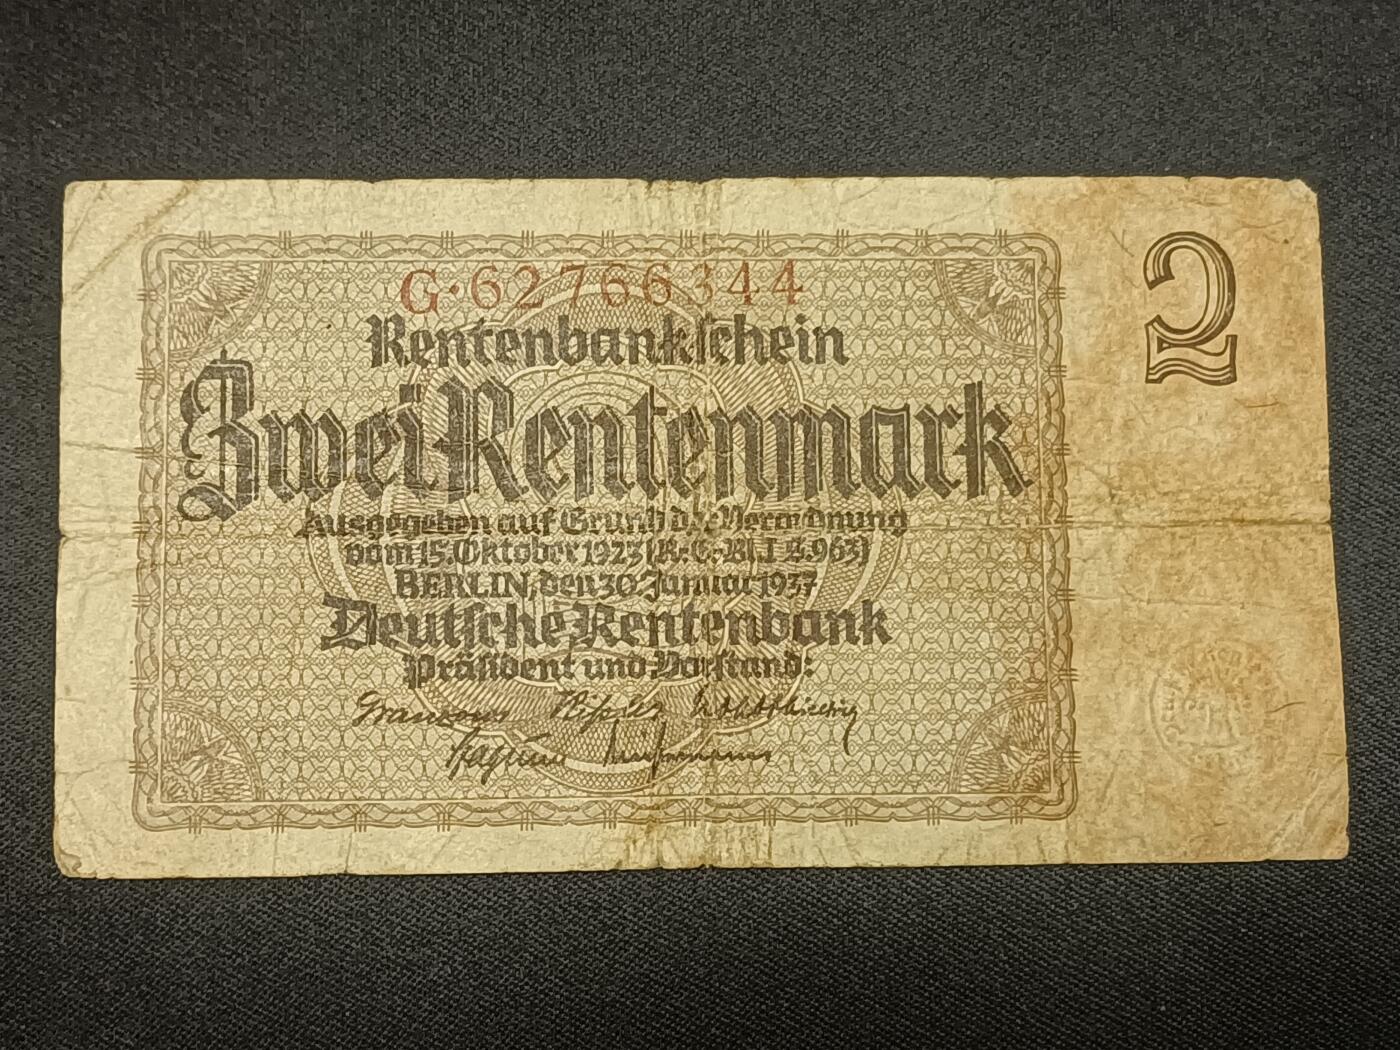 G·62766344
2
Rentenbankschein
Zwei Rentenmark
Ausgegeben auf Grund der Verordnung
vom 15. Oktober 1923 (R.-G.-Bl. I S. 963)
BERLIN, den 30. Januar 1937
Deutsche Rentenbank
Präsident und Vorstand: